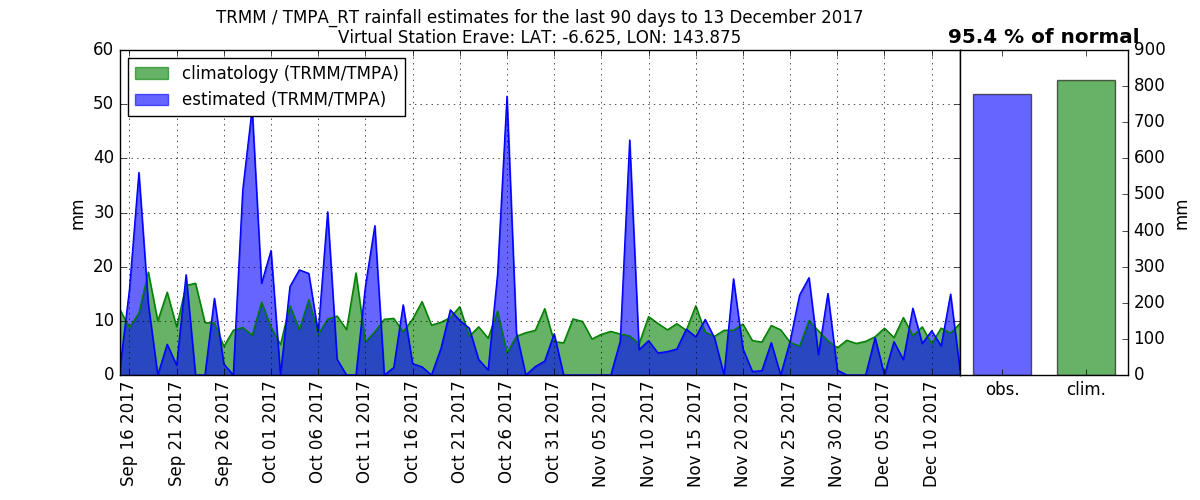 TRMM / TMPA_RT rainfall estimates for the last 90 days to 13 December 2017
Virtual Station Erave: LAT: -6.625, LON: 143.875
95.4 % of normal
climatology (TRMM/TMPA)
estimated (TRMM/TMPA)
60
50
40
30
20
10
0
mm
Sep 16 2017
Sep 21 2017
Sep 26 2017
Oct 01 2017
Oct 06 2017
Oct 11 2017
Oct 16 2017
Oct 21 2017
Oct 26 2017
Oct 31 2017
Nov 05 2017
Nov 10 2017
Nov 15 2017
Nov 20 2017
Nov 25 2017
Nov 30 2017
Dec 05 2017
Dec 10 2017
obs.
clim.
900
800
700
600
500
400
300
200
100
0
mm